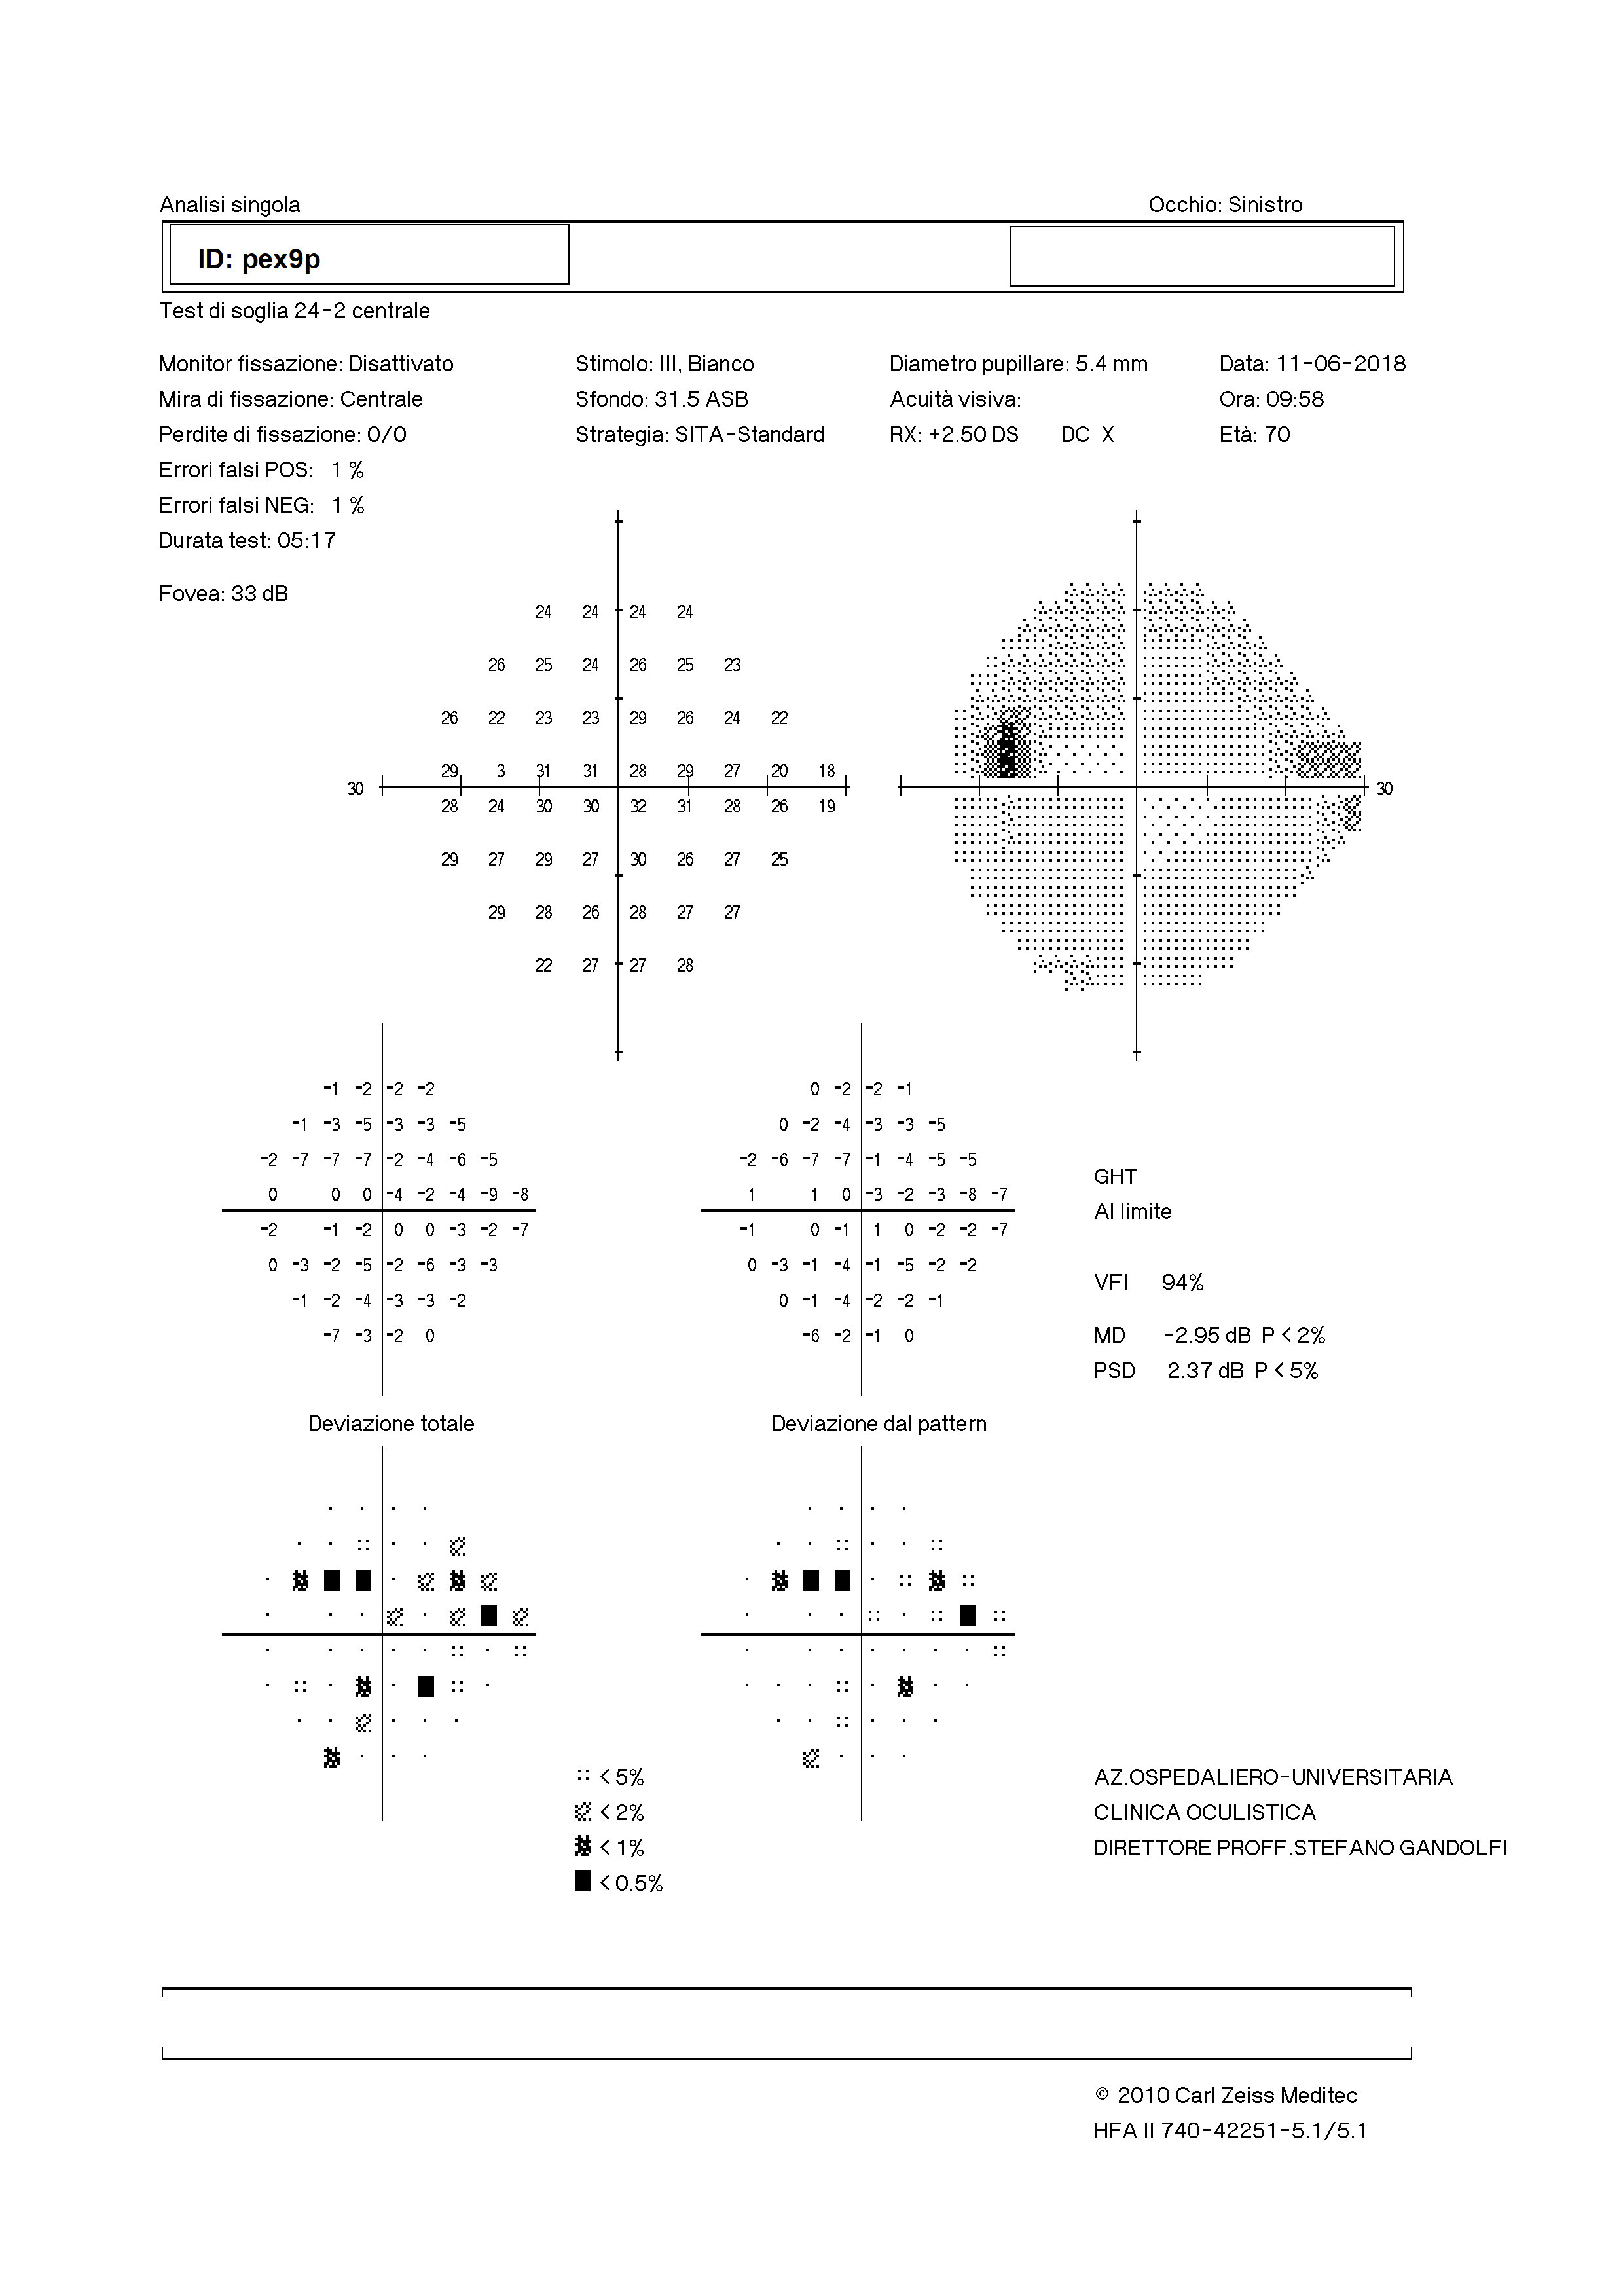 Analisi singola Occhio: Sinistro
ID: pex9p
Test di soglia 24-2 centrale
Monitor fissazione: Disattivato Stimolo: III, Bianco Diametro pupillare: 5.4 mm Data: 11-06-2018
Mira di fissazione: Centrale Sfondo: 31.5 ASB Acuità visiva: Ora: 09:58
Perdite di fissazione: 0/0 Strategia: SITA-Standard RX: +2.50 DS DC X Età: 70
Errori falsi POS: 1 %
Errori falsi NEG: 1 %
Durata test: 05:17
Fovea: 33 dB
24 24 24 24
26 25 24 26 25 23
26 22 23 23 29 26 24 22
29 3 31 31 28 29 27 20 18
30 30
28 24 30 30 32 31 28 26 19
29 27 29 27 30 26 27 25
29 28 26 28 27 27
22 27 27 28
-1 -2 -2 -2 0 -2 -2 -1
-1 -3 -5 -3 -3 -5 0 -2 -4 -3 -3 -5
-2 -7 -7 -7 -2 -4 -6 -5 -2 -6 -7 -7 -1 -4 -5 -5
GHT
0 0 0 -4 -2 -4 -9 -8 1 1 0 -3 -2 -3 -8 -7
Al limite
-2 -1 -2 0 0 -3 -2 -7 -1 0 -1 1 0 -2 -2 -7
0 -3 -2 -5 -2 -6 -3 -3 0 -3 -1 -4 -1 -5 -2 -2
VFI 94%
-1 -2 -4 -3 -3 -2 0 -1 -4 -2 -2 -1
-7 -3 -2 0 -6 -2 -1 0 MD -2.95 dB P < 2%
PSD 2.37 dB P < 5%
Deviazione totale Deviazione dal pattern
< 5% AZ.OSPEDALIERO-UNIVERSITARIA
< 2% CLINICA OCULISTICA
< 1% DIRETTORE PROFF.STEFANO GANDOLFI
< 0.5%
© 2010 Carl Zeiss Meditec
HFA II 740-42251-5.1/5.1